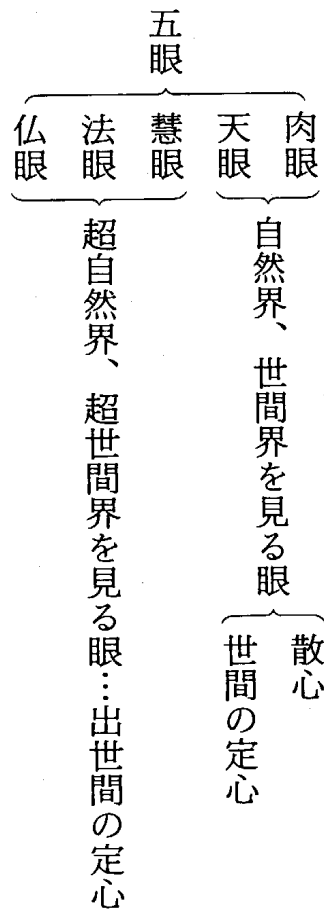 五眼
肉眼
天眼
慧眼
法眼
仏眼
自然界、世間界を見る眼
散心
世間の定心
超自然界、超世間界を見る眼…出世間の定心